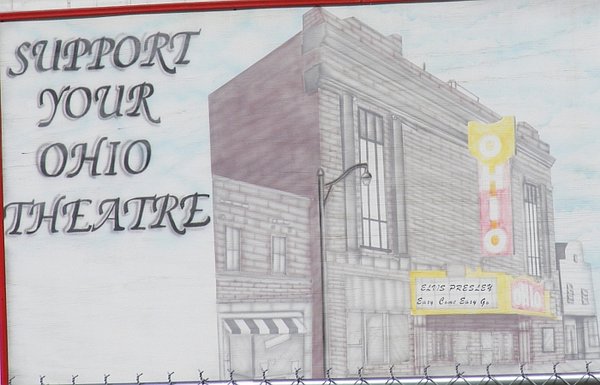 SUPPORT
YOUR
OHIO
THEATRE
OHIO
ELVIS PRESLEY
Easy Come Easy Go
OHIO